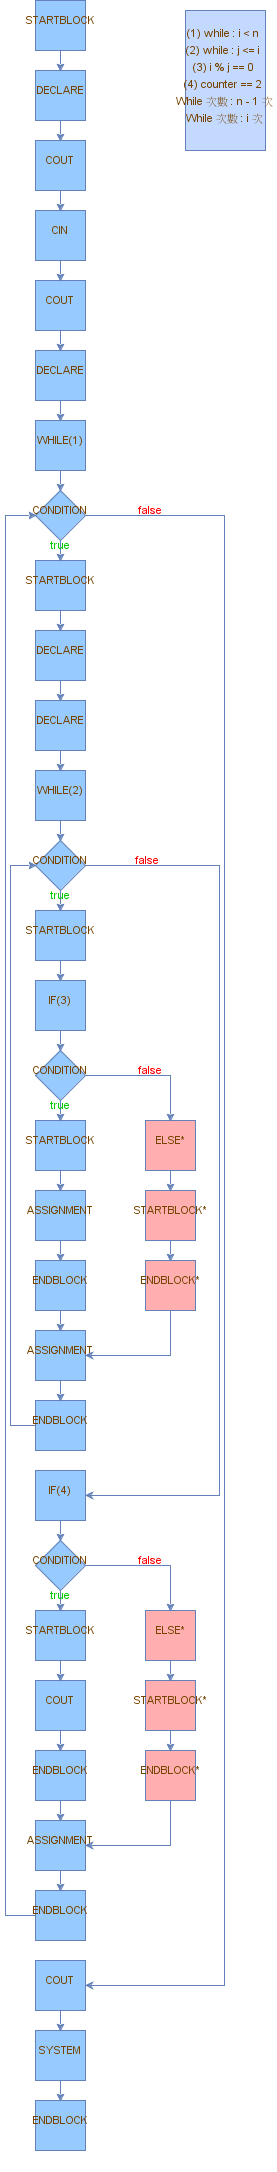 STARTBLOCK
(1) while : i < n
(2) while : j <= i
(3) i % j == 0
(4) counter == 2
While 次數 : n - 1 次
While 次數 : i 次
DECLARE
COUT
CIN
COUT
DECLARE
WHILE(1)
CONDITION
false
true
STARTBLOCK
DECLARE
DECLARE
WHILE(2)
CONDITION
false
true
STARTBLOCK
IF(3)
CONDITION
false
true
STARTBLOCK
ELSE*
ASSIGNMENT
STARTBLOCK*
ENDBLOCK
ENDBLOCK*
ASSIGNMENT
ENDBLOCK
IF(4)
CONDITION
false
true
STARTBLOCK
ELSE*
COUT
STARTBLOCK*
ENDBLOCK
ENDBLOCK*
ASSIGNMENT
ENDBLOCK
COUT
SYSTEM
ENDBLOCK